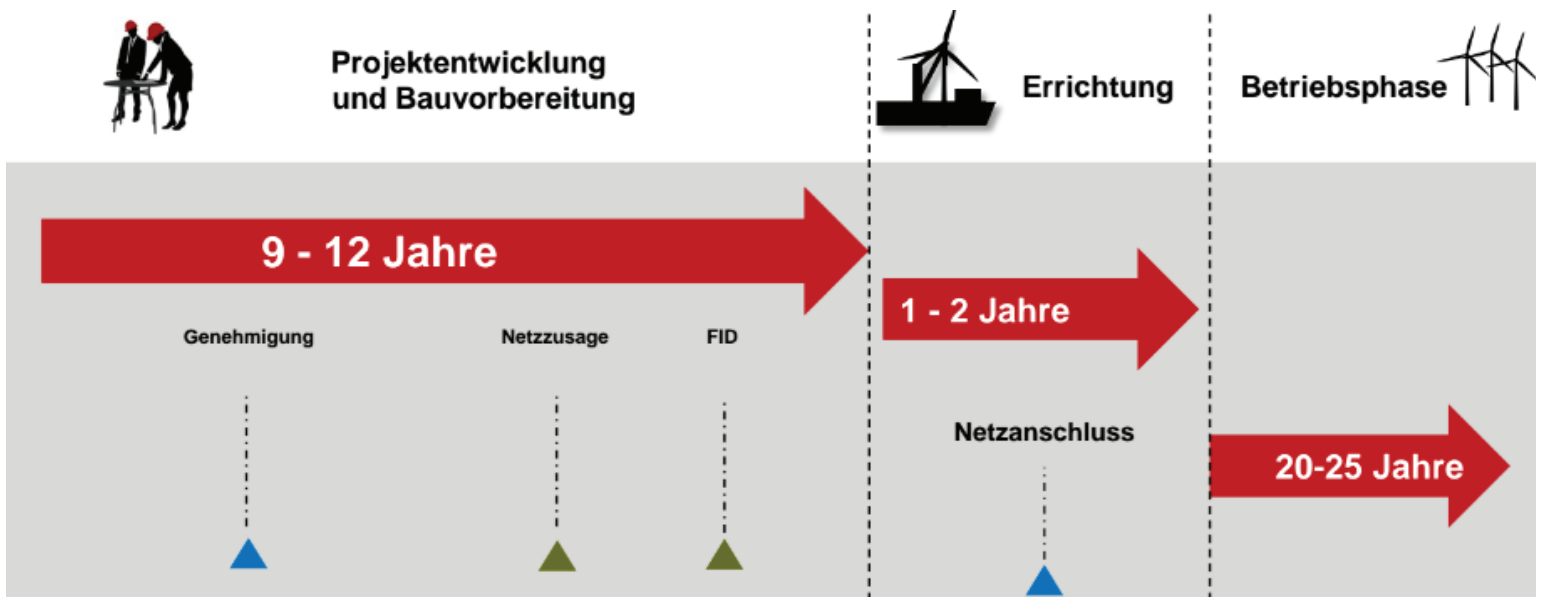 Projektentwicklung
und Bauvorbereitung
Errichtung
Betriebsphase
9 - 12 Jahre
1 - 2 Jahre
Genehmigung
Netzzusage
FID
Netzanschluss
20-25 Jahre